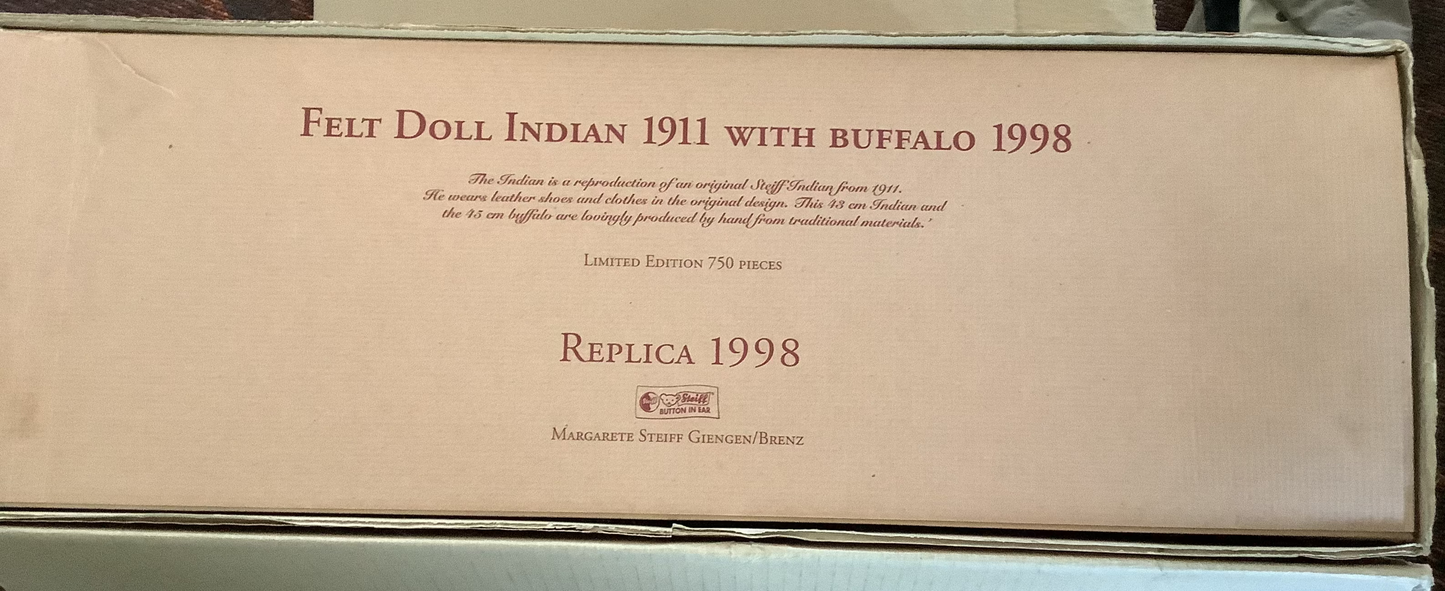 FELT DOLL INDIAN 1911 WITH BUFFALO 1998
The Indian is a reproduction of an original Steiff Indian from 1911.
He wears leather shoes and clothes in the original design. This 43 cm Indian and
the 45 cm buffalo are lovingly produced by hand from traditional materials."
LIMITED EDITION 750 PIECES
REPLICA 1998
Steiff
BUTTON IN EAR
MARGARETE STEIFF GIENGEN/BRENZ